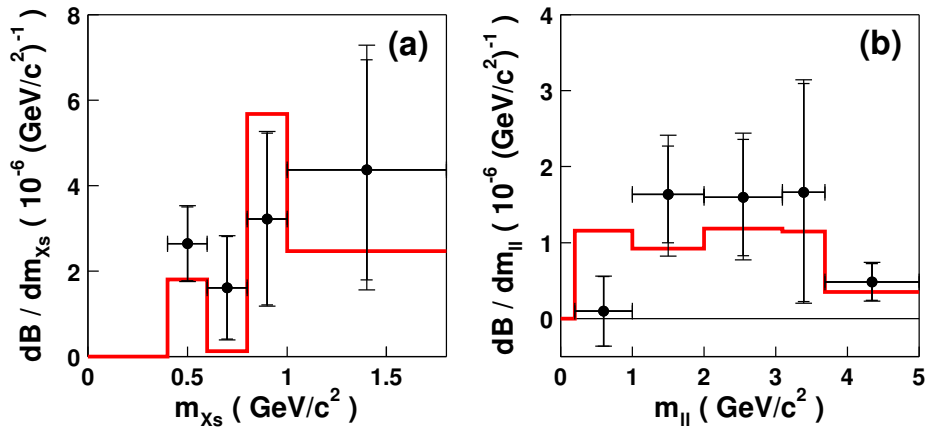 (a)
dB / dm_Xs ( 10^-6 (GeV/c^2)^-1 )
8
6
4
2
0
0 0.5 1 1.5
m_Xs ( GeV/c^2 )
(b)
dB / dm_ll ( 10^-6 (GeV/c^2)^-1 )
4
3
2
1
0
0 1 2 3 4 5
m_ll ( GeV/c^2 )